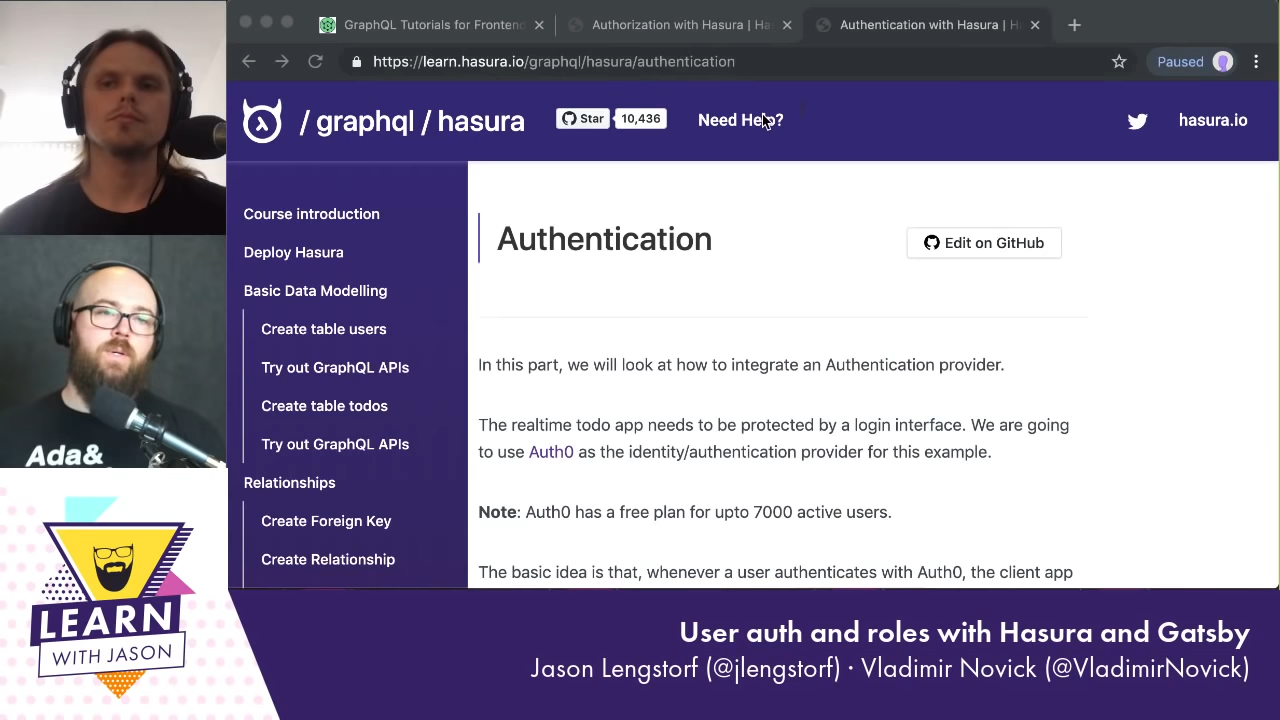 GraphQL Tutorials for Frontend
Authorization with Hasura | H
Authentication with Hasura | H
https://learn.hasura.io/graphql/hasura/authentication
Paused
/ graphql / hasura
Star
10,436
Need Help?
hasura.io
Course introduction
Deploy Hasura
Basic Data Modelling
Create table users
Try out GraphQL APIs
Create table todos
Try out GraphQL APIs
Relationships
Create Foreign Key
Create Relationship
Authentication
Edit on GitHub
In this part, we will look at how to integrate an Authentication provider.
The realtime todo app needs to be protected by a login interface. We are going
to use Auth0 as the identity/authentication provider for this example.
Note: Auth0 has a free plan for upto 7000 active users.
The basic idea is that, whenever a user authenticates with Auth0, the client app
Ada&
LEARN
WITH JASON
User auth and roles with Hasura and Gatsby
Jason Lengstorf (@jlengstorf) · Vladimir Novick (@VladimirNovick)